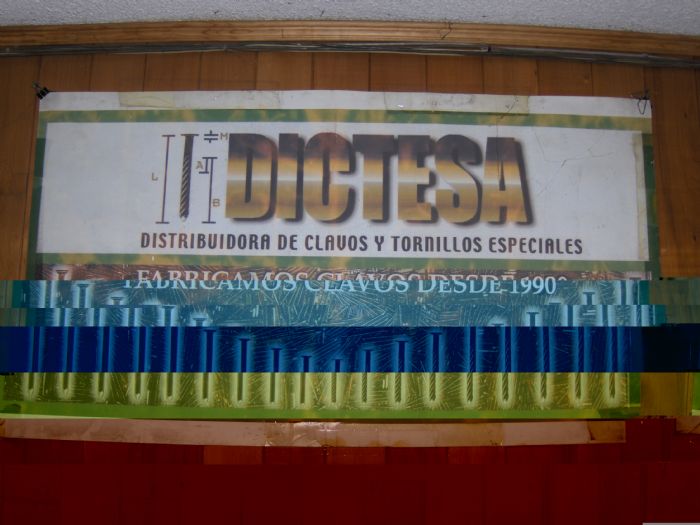 L
M
A
B
DICTESA
DISTRIBUIDORA DE CLAVOS Y TORNILLOS ESPECIALES
FABRICAMOS CLAVOS DESDE 1990